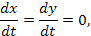 dx/dt = dy/dt = 0,